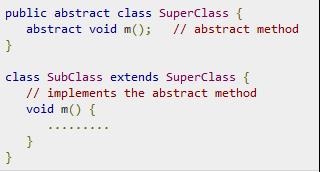 public abstract class SuperClass {
abstract void m();   // abstract method
}
class SubClass extends SuperClass {
// implements the abstract method
void m() {
.........
}
}